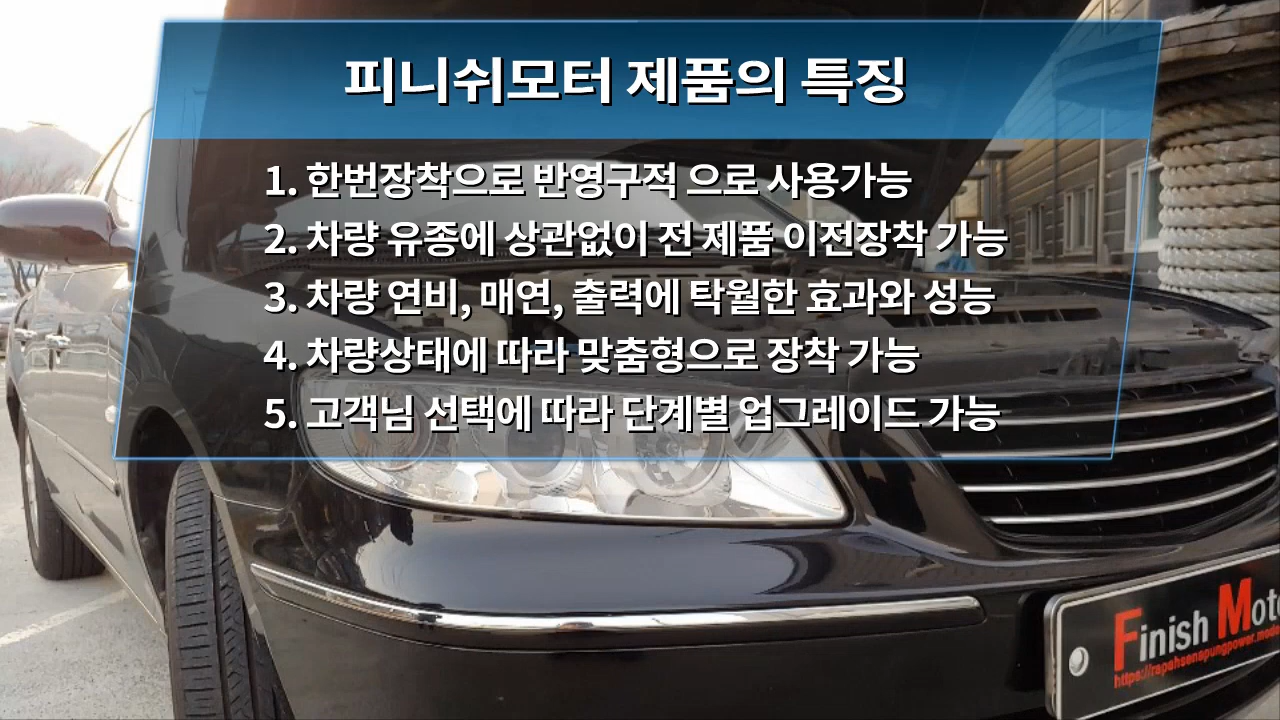 피니쉬모터 제품의 특징
1. 한번장착으로 반영구적 으로 사용가능
2. 차량 유종에 상관없이 전 제품 이전장착 가능
3. 차량 연비, 매연, 출력에 탁월한 효과와 성능
4. 차량상태에 따라 맞춤형으로 장착 가능
5. 고객님 선택에 따라 단계별 업그레이드 가능
Finish Moto